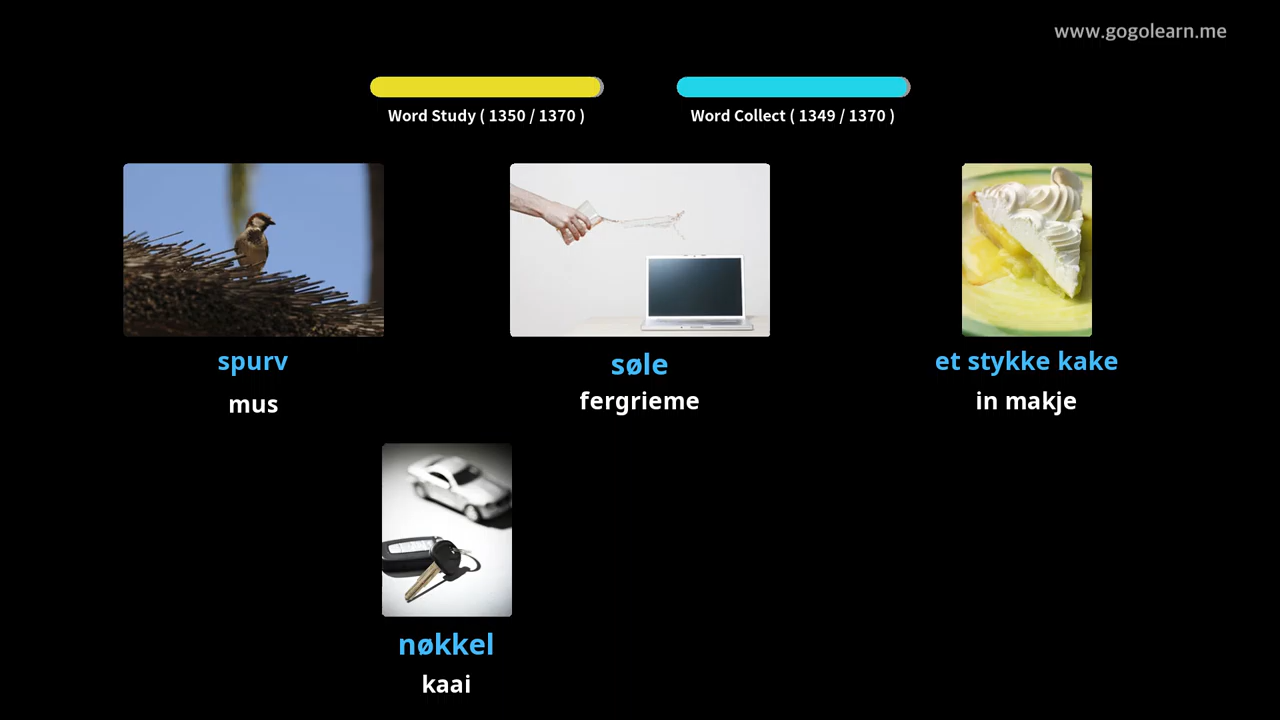 www.gogolearn.me
Word Study ( 1350 / 1370 )
Word Collect ( 1349 / 1370 )
spurv
mus
søle
fergrieme
et stykke kake
in makje
nøkkel
kaai